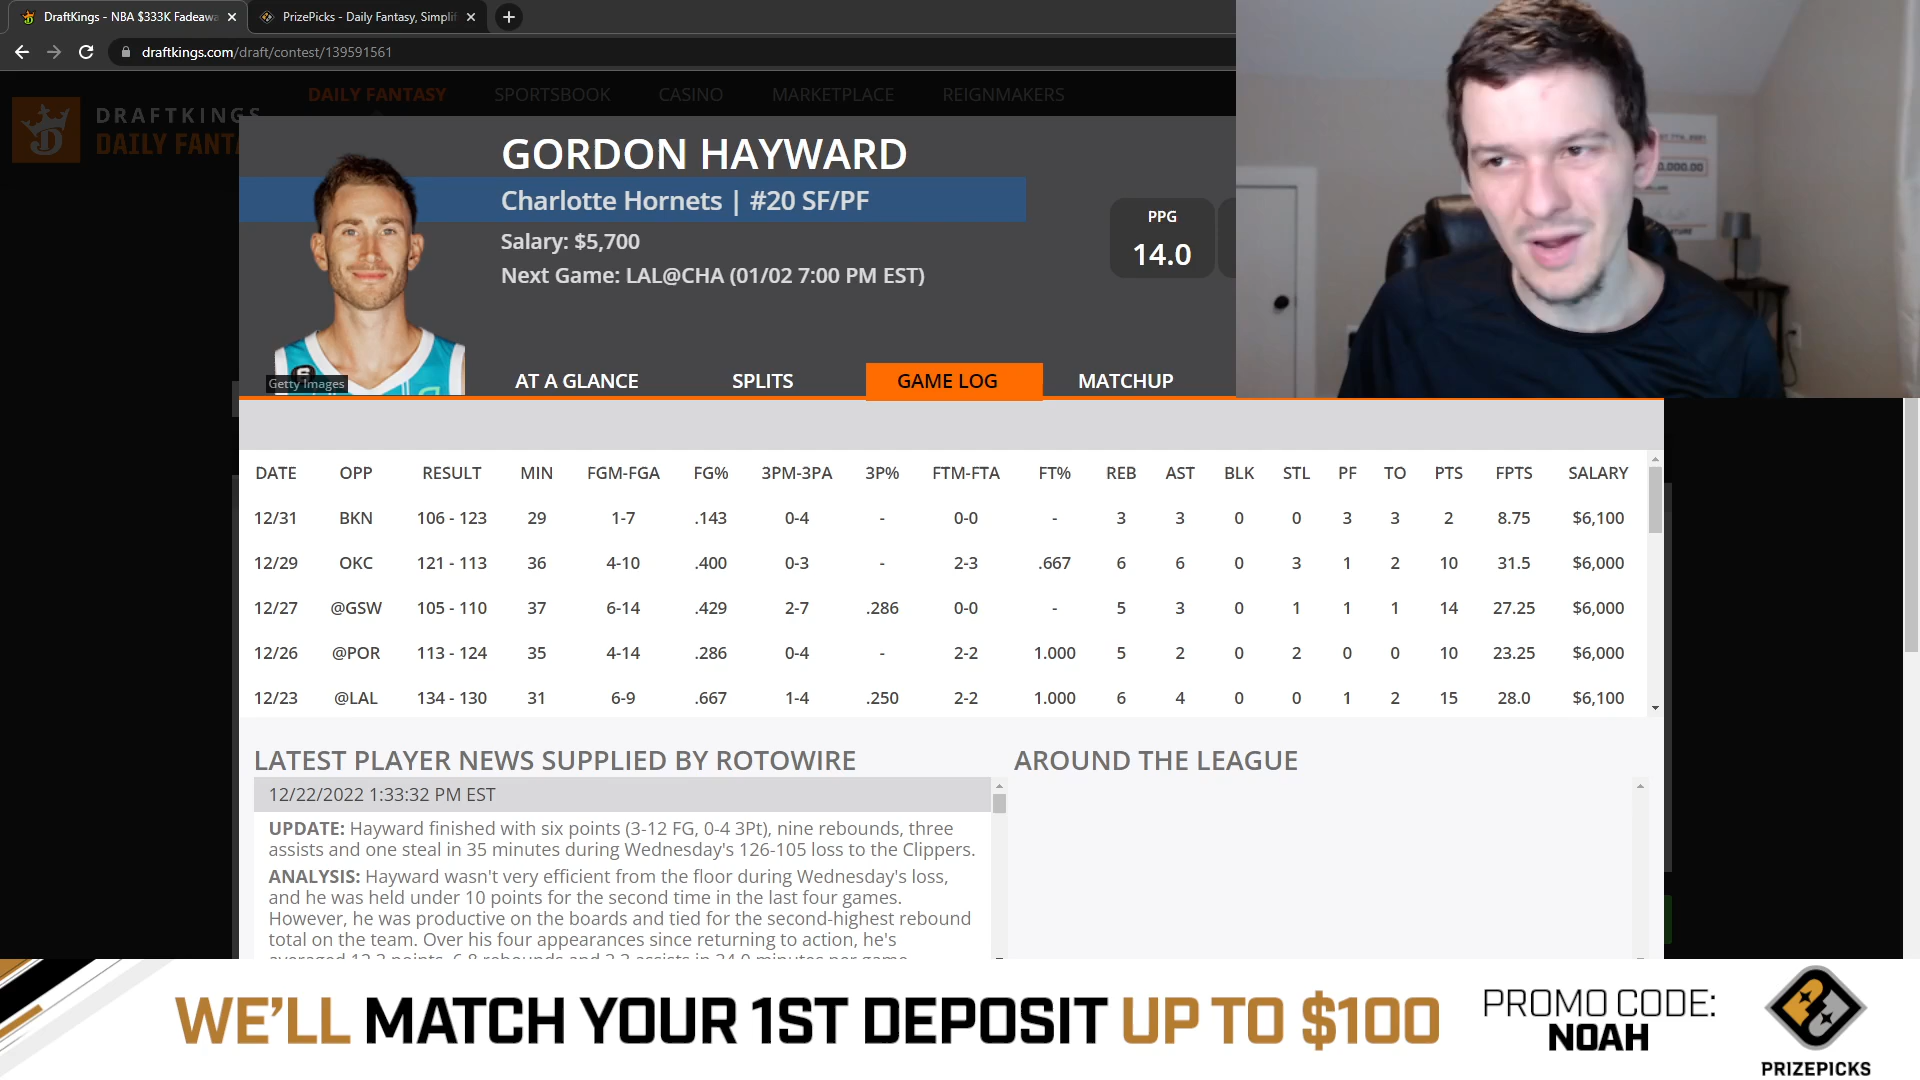 DraftKings - NBA $333K Fadeawa
PrizePicks - Daily Fantasy, Simplif
draftkings.com/draft/contest/139591561
DAILY FANTASY SPORTSBOOK CASINO MARKETPLACE REIGNMAKERS
DRAFTKINGS
DAILY FANTA
GORDON HAYWARD
Charlotte Hornets | #20 SF/PF
Salary: $5,700
Next Game: LAL@CHA (01/02 7:00 PM EST)
PPG
14.0
Getty Images
AT A GLANCE SPLITS GAME LOG MATCHUP
DATE OPP RESULT MIN FGM-FGA FG% 3PM-3PA 3P% FTM-FTA FT% REB AST BLK STL PF TO PTS FPTS SALARY
12/31 BKN 106 - 123 29 1-7 .143 0-4 - 0-0 - 3 3 0 0 3 3 2 8.75 $6,100
12/29 OKC 121 - 113 36 4-10 .400 0-3 - 2-3 .667 6 6 0 3 1 2 10 31.5 $6,000
12/27 @GSW 105 - 110 37 6-14 .429 2-7 .286 0-0 - 5 3 0 1 1 1 14 27.25 $6,000
12/26 @POR 113 - 124 35 4-14 .286 0-4 - 2-2 1.000 5 2 0 2 0 0 10 23.25 $6,000
12/23 @LAL 134 - 130 31 6-9 .667 1-4 .250 2-2 1.000 6 4 0 0 1 2 15 28.0 $6,100
LATEST PLAYER NEWS SUPPLIED BY ROTOWIRE
12/22/2022 1:33:32 PM EST
UPDATE: Hayward finished with six points (3-12 FG, 0-4 3Pt), nine rebounds, three
assists and one steal in 35 minutes during Wednesday's 126-105 loss to the Clippers.
ANALYSIS: Hayward wasn't very efficient from the floor during Wednesday's loss,
and he was held under 10 points for the second time in the last four games.
However, he was productive on the boards and tied for the second-highest rebound
total on the team. Over his four appearances since returning to action, he's
AROUND THE LEAGUE
WE'LL MATCH YOUR 1ST DEPOSIT UP TO $100
PROMO CODE:
NOAH
PRIZEPICKS